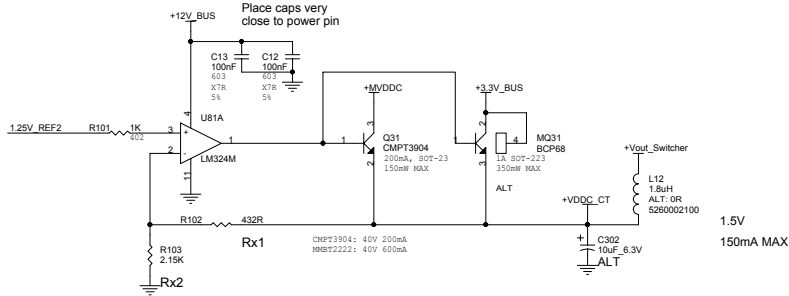 Place caps very
close to power pin
+12V_BUS
C13
100nF
603
X7R
5%
C12
100nF
603
X7R
5%
+MVDDC
+3.3V_BUS
1.25V_REF2
R101
1K
402
U81A
LM324M
4
3
+
2
-
1
11
1
3
2
Q31
CMPT3904
200mA, SOT-23
150mW MAX
1
2
3
4
MQ31
BCP68
1A SOT-223
350mW MAX
ALT
+Vout_Switcher
L12
1.8uH
ALT: 0R
5260002100
+VDDC_CT
R102
432R
Rx1
CMPT3904: 40V 200mA
MMBT2222: 40V 600mA
C302
10uF_6.3V
ALT
1.5V
150mA MAX
R103
2.15K
Rx2